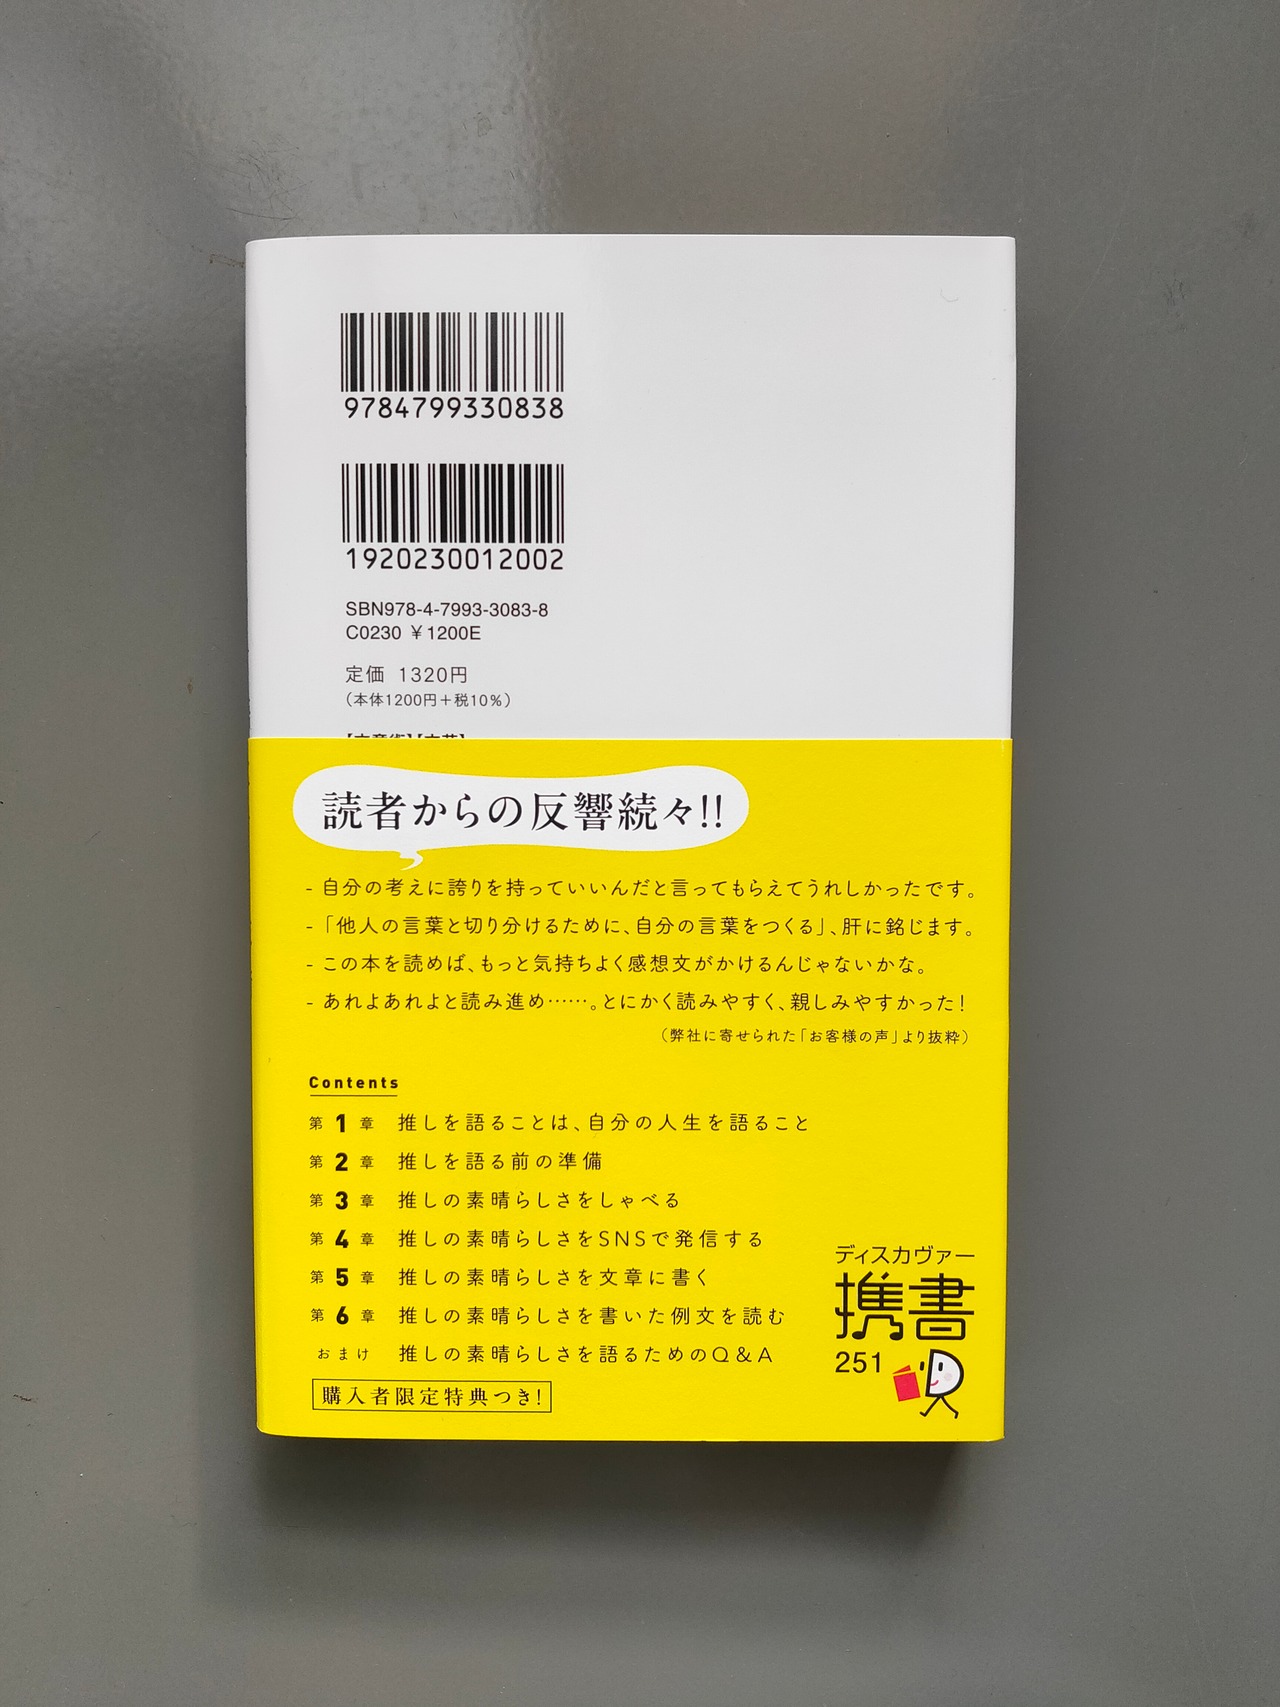 9784799330838
1920230012002
SBN978-4-7993-3083-8
C0230 ¥1200E
定価 1320円
（本体1200円＋税10％）
読者からの反響続々!!
- 自分の考えに誇りを持っていいんだと言ってもらえてうれしかったです。
- 「他人の言葉と切り分けるために、自分の言葉をつくる」、肝に銘じます。
- この本を読めば、もっと気持ちよく感想文がかけるんじゃないかな。
- あれよあれよと読み進め……。とにかく読みやすく、親しみやすかった！
（弊社に寄せられた「お客様の声」より抜粋）
Contents
第1章 推しを語ることは、自分の人生を語ること
第2章 推しを語る前の準備
第3章 推しの素晴らしさをしゃべる
第4章 推しの素晴らしさをSNSで発信する
第5章 推しの素晴らしさを文章に書く
第6章 推しの素晴らしさを書いた例文を読む
おまけ 推しの素晴らしさを語るためのQ&A
購入者限定特典つき！
ディスカヴァー
携書
251